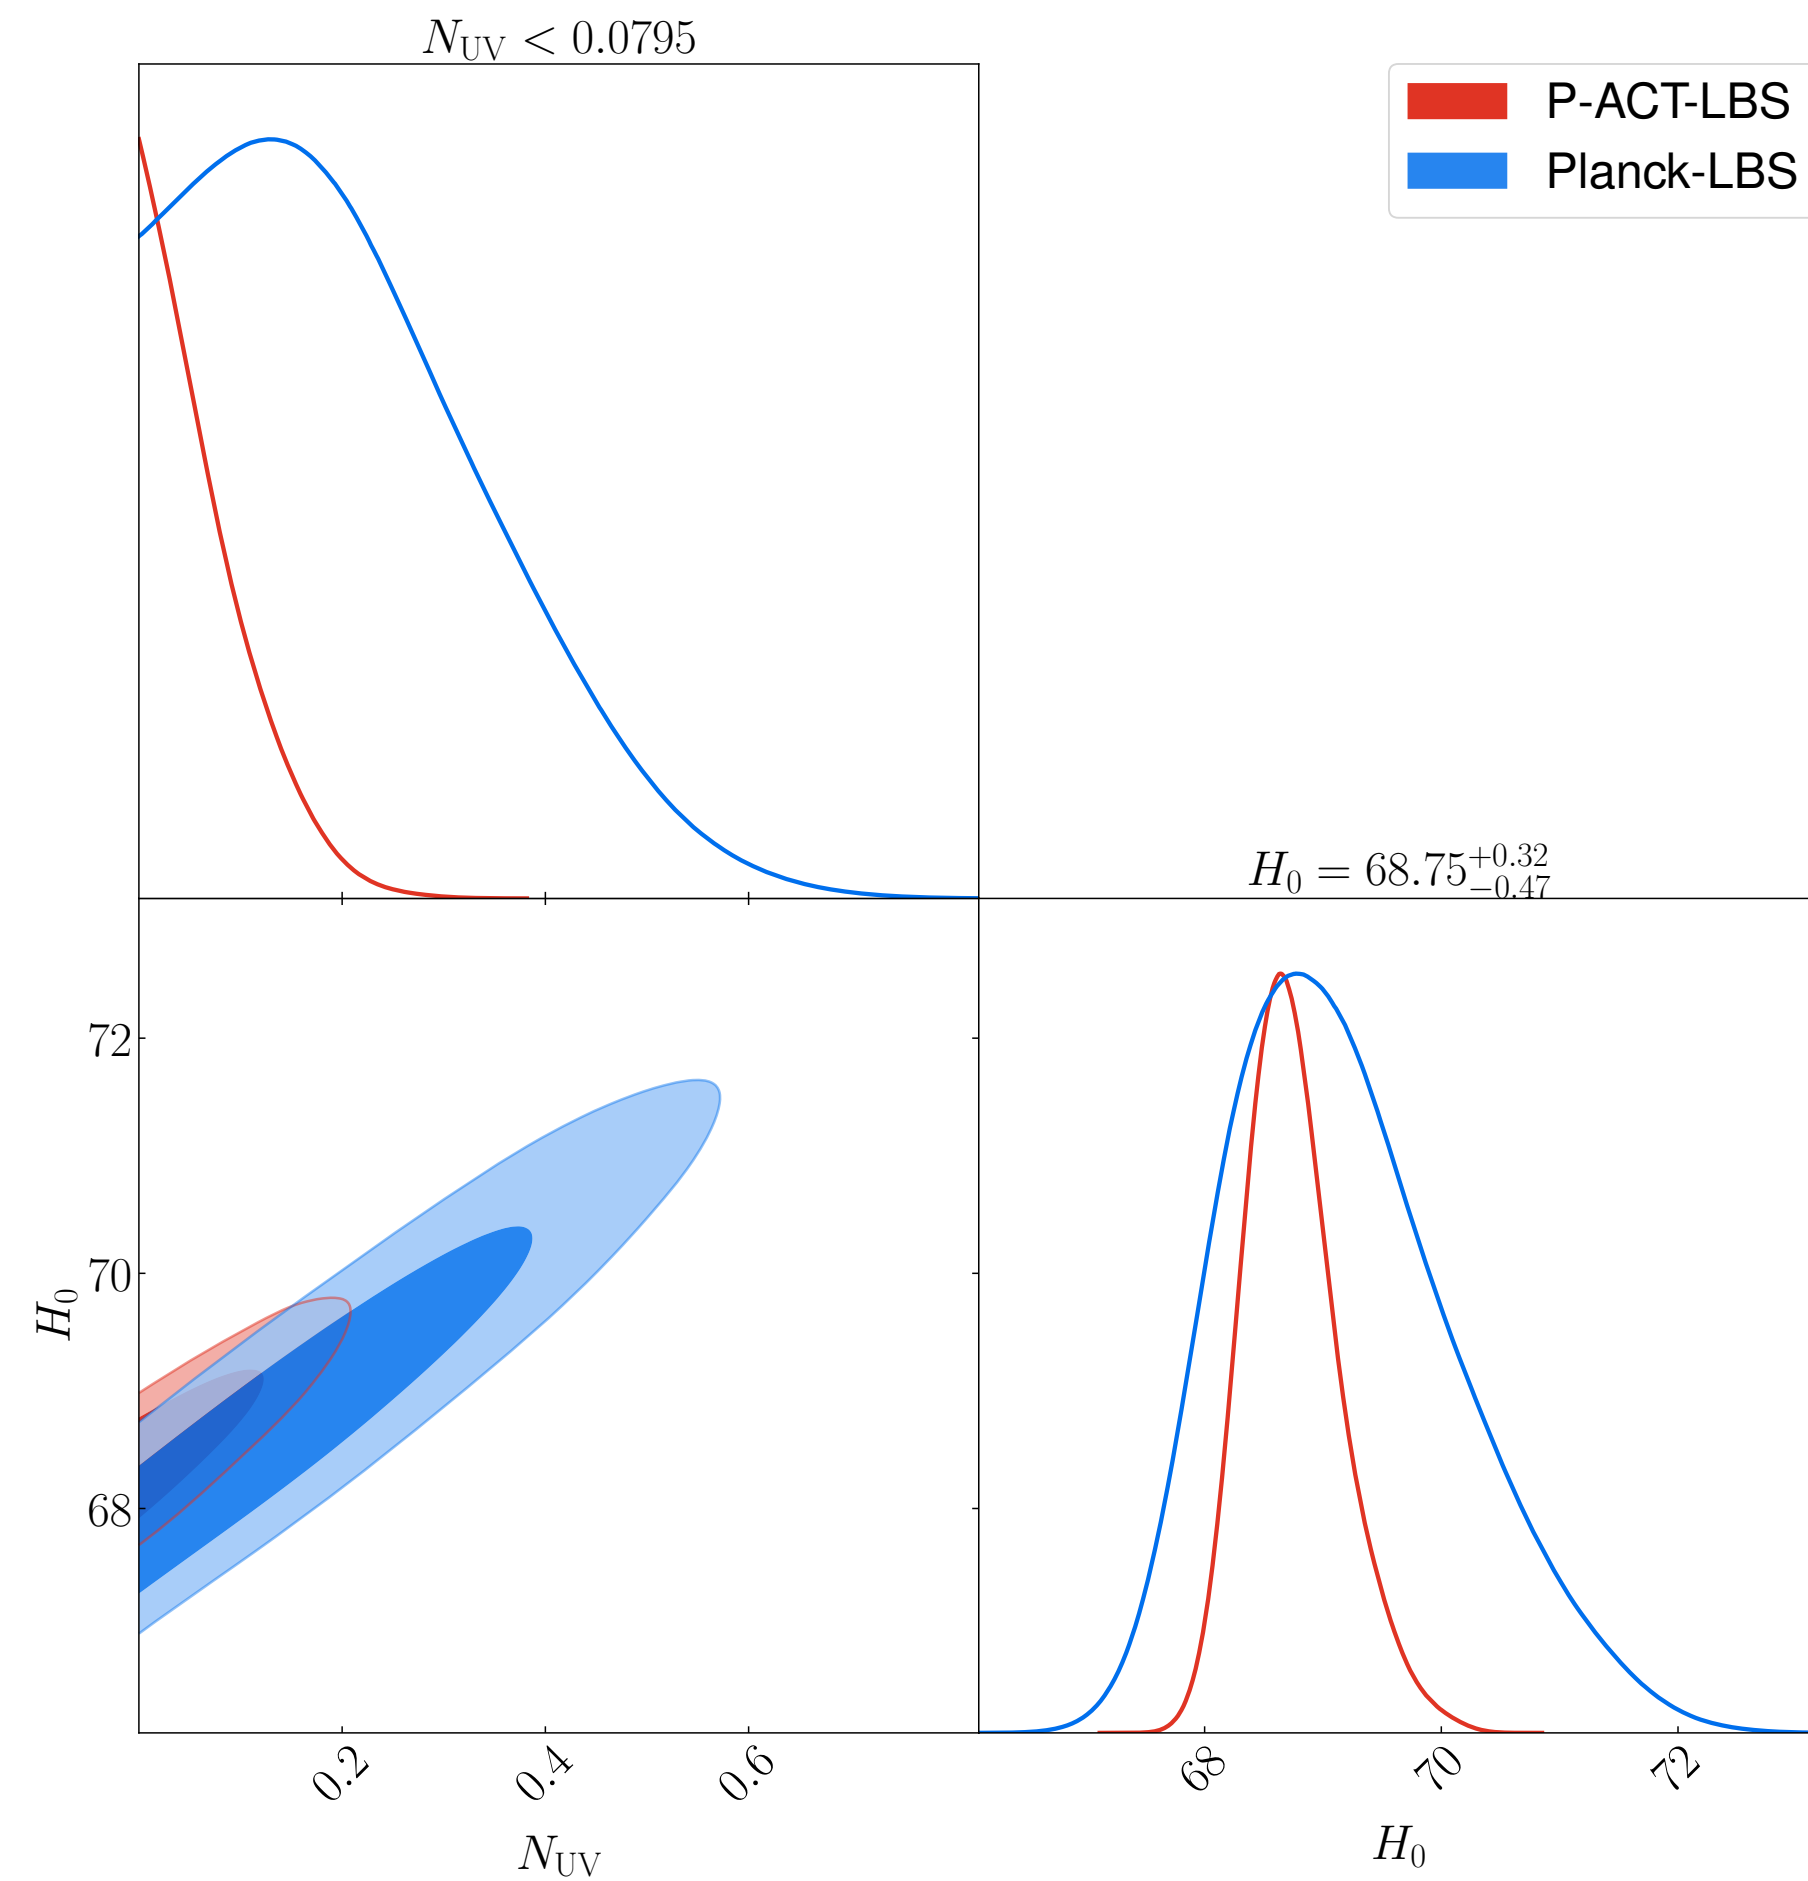 N_UV < 0.0795
P-ACT-LBS
Planck-LBS
H_0 = 68.75^{+0.32}_{-0.47}
72
70
68
H_0
0.2 0.4 0.6
N_UV
68 70 72
H_0